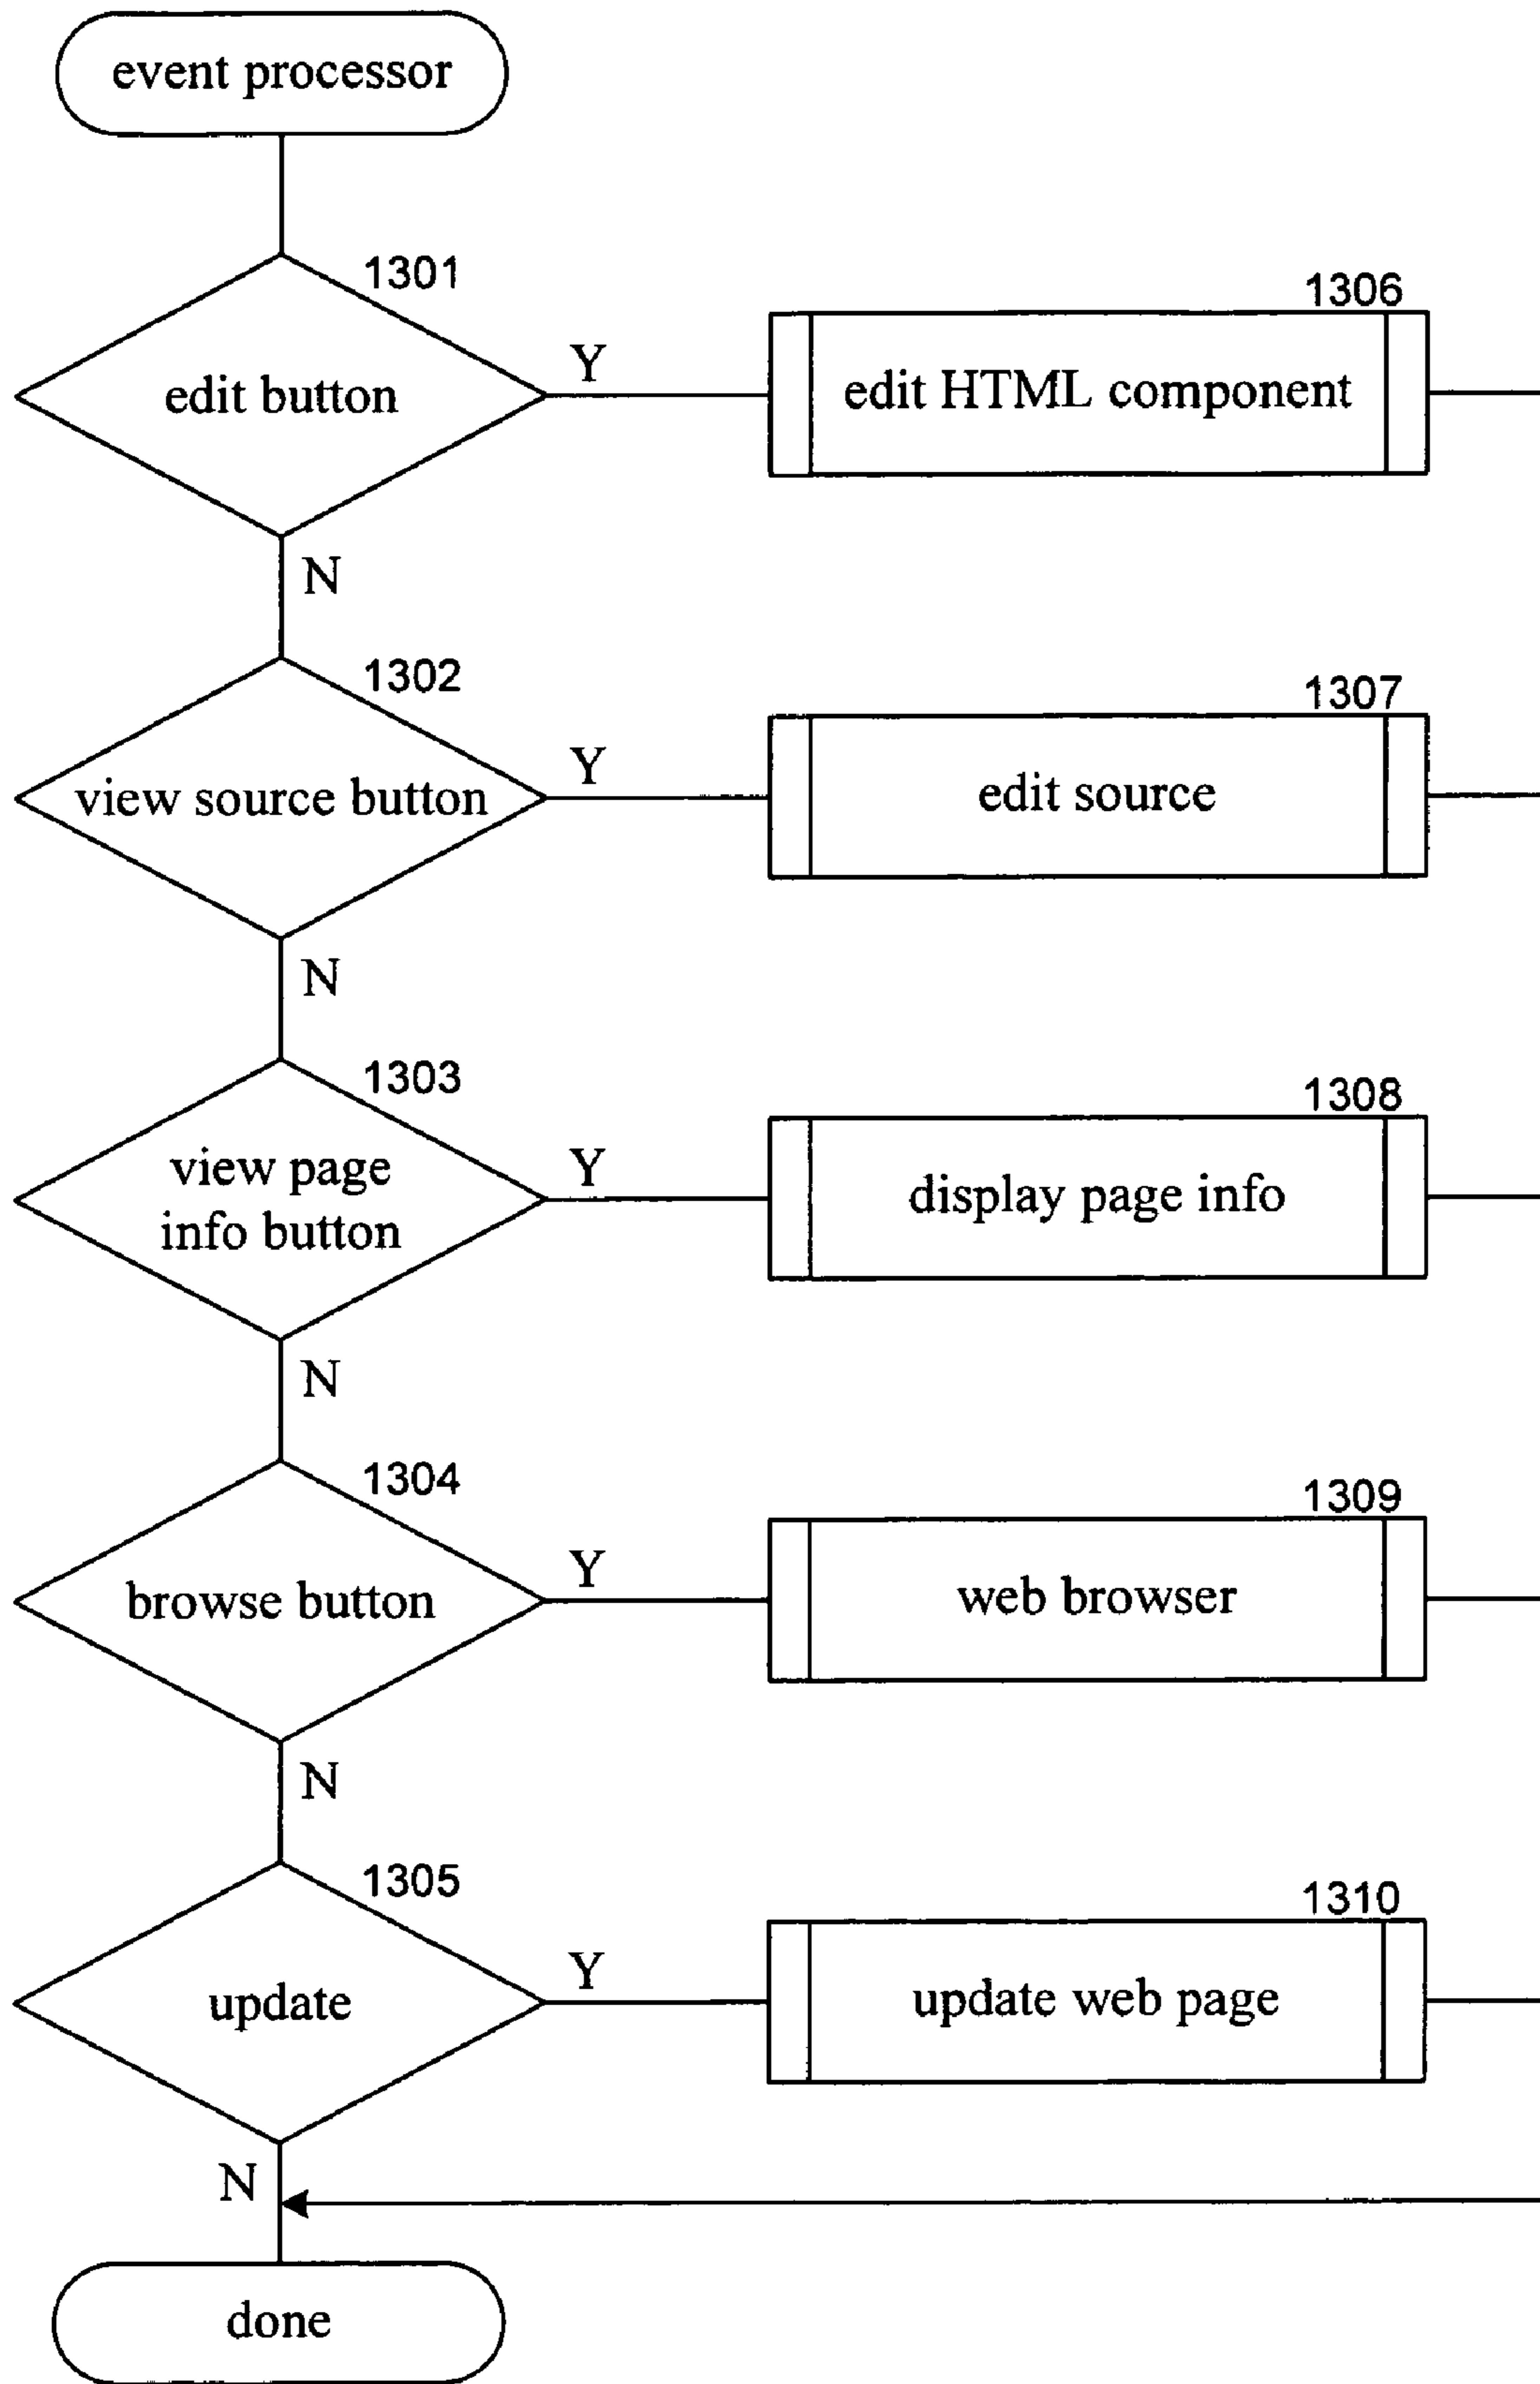 event processor
1301
edit button
Y
1306
edit HTML component
N
1302
view source button
Y
1307
edit source
N
1303
view page
info button
Y
1308
display page info
N
1304
browse button
Y
1309
web browser
N
1305
update
Y
1310
update web page
N
done